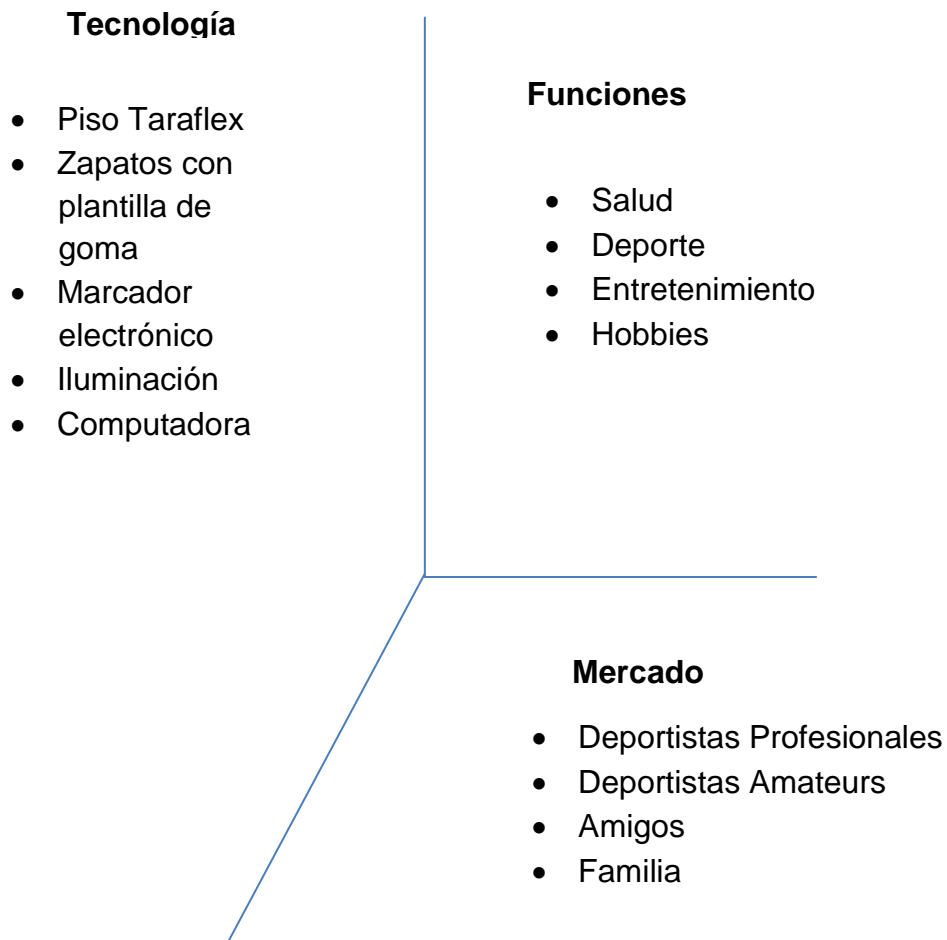 Tecnología
• Piso Taraflex
• Zapatos con
plantilla de
goma
• Marcador
electrónico
• Iluminación
• Computadora
Funciones
• Salud
• Deporte
• Entretenimiento
• Hobbies
Mercado
• Deportistas Profesionales
• Deportistas Amateurs
• Amigos
• Familia